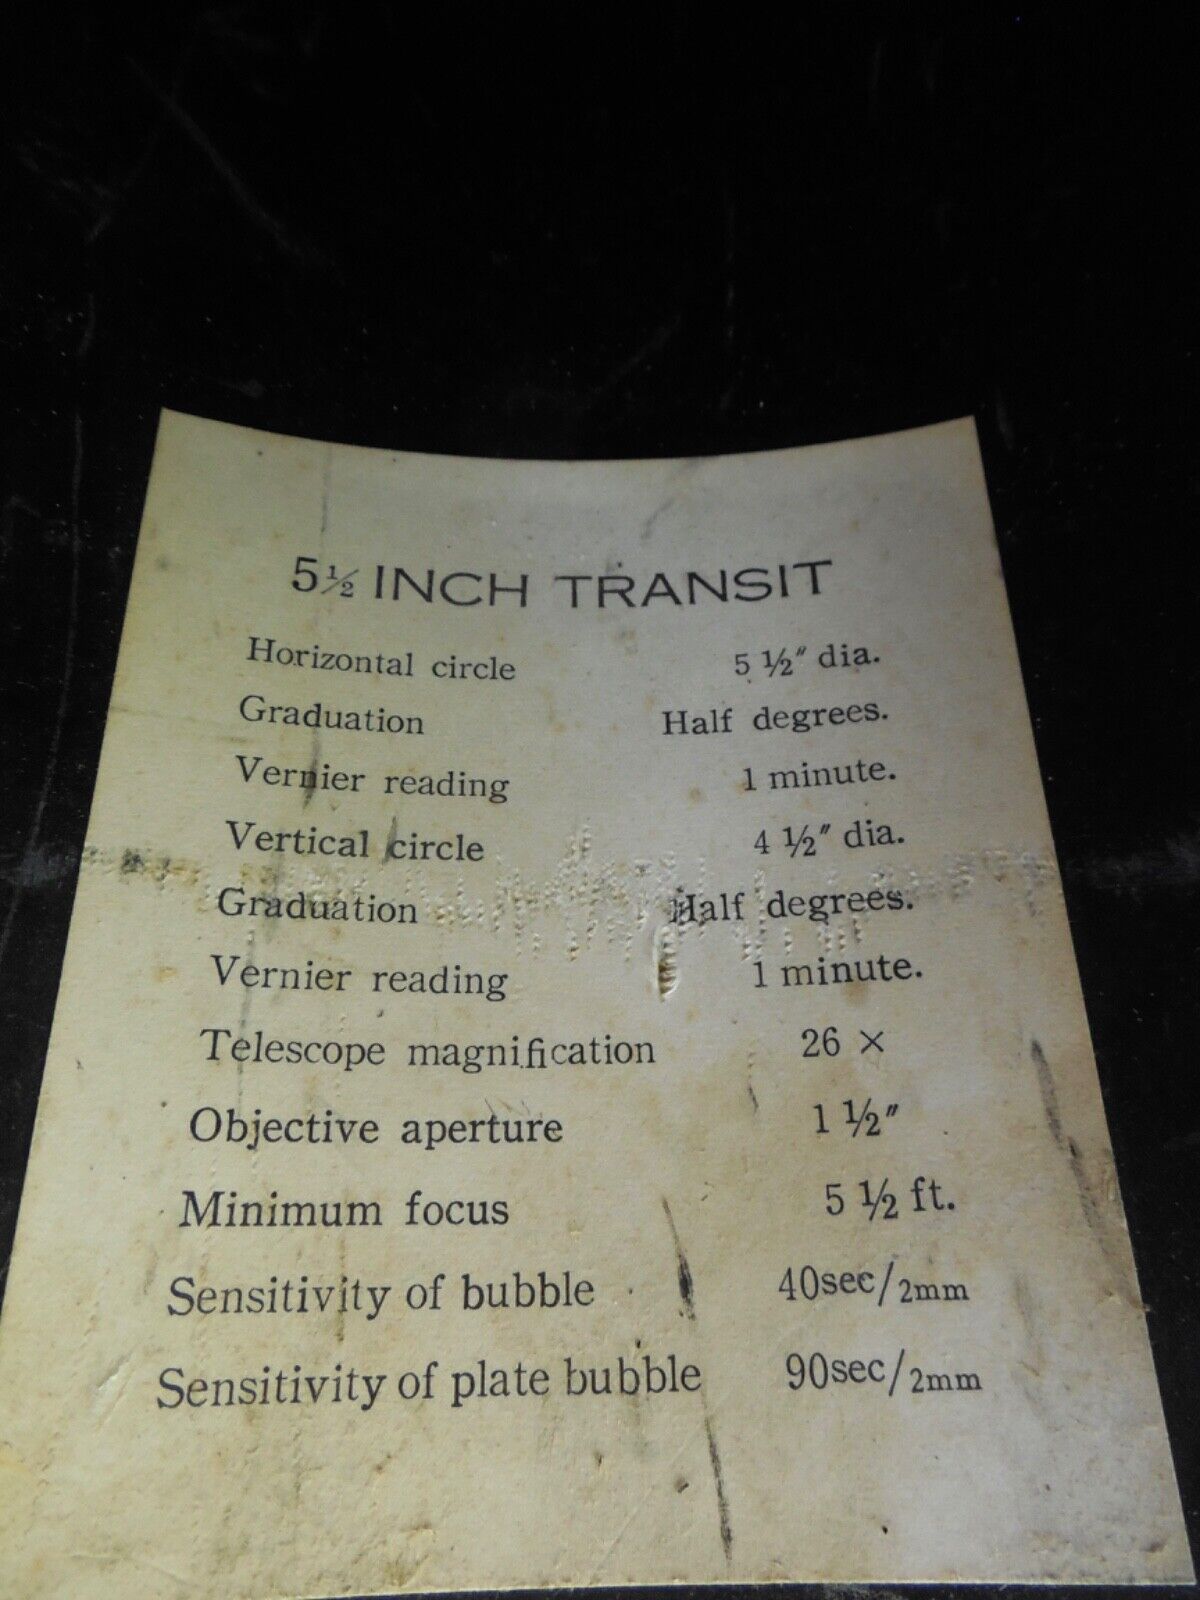 5½ INCH TRANSIT
Horizontal circle 5 ½″ dia.
Graduation Half degrees.
Vernier reading 1 minute.
Vertical circle 4 ½″ dia.
Graduation Half degrees.
Vernier reading 1 minute.
Telescope magnification 26 ×
Objective aperture 1 ½″
Minimum focus 5 ½ ft.
Sensitivity of bubble 40sec/2mm
Sensitivity of plate bubble 90sec/2mm